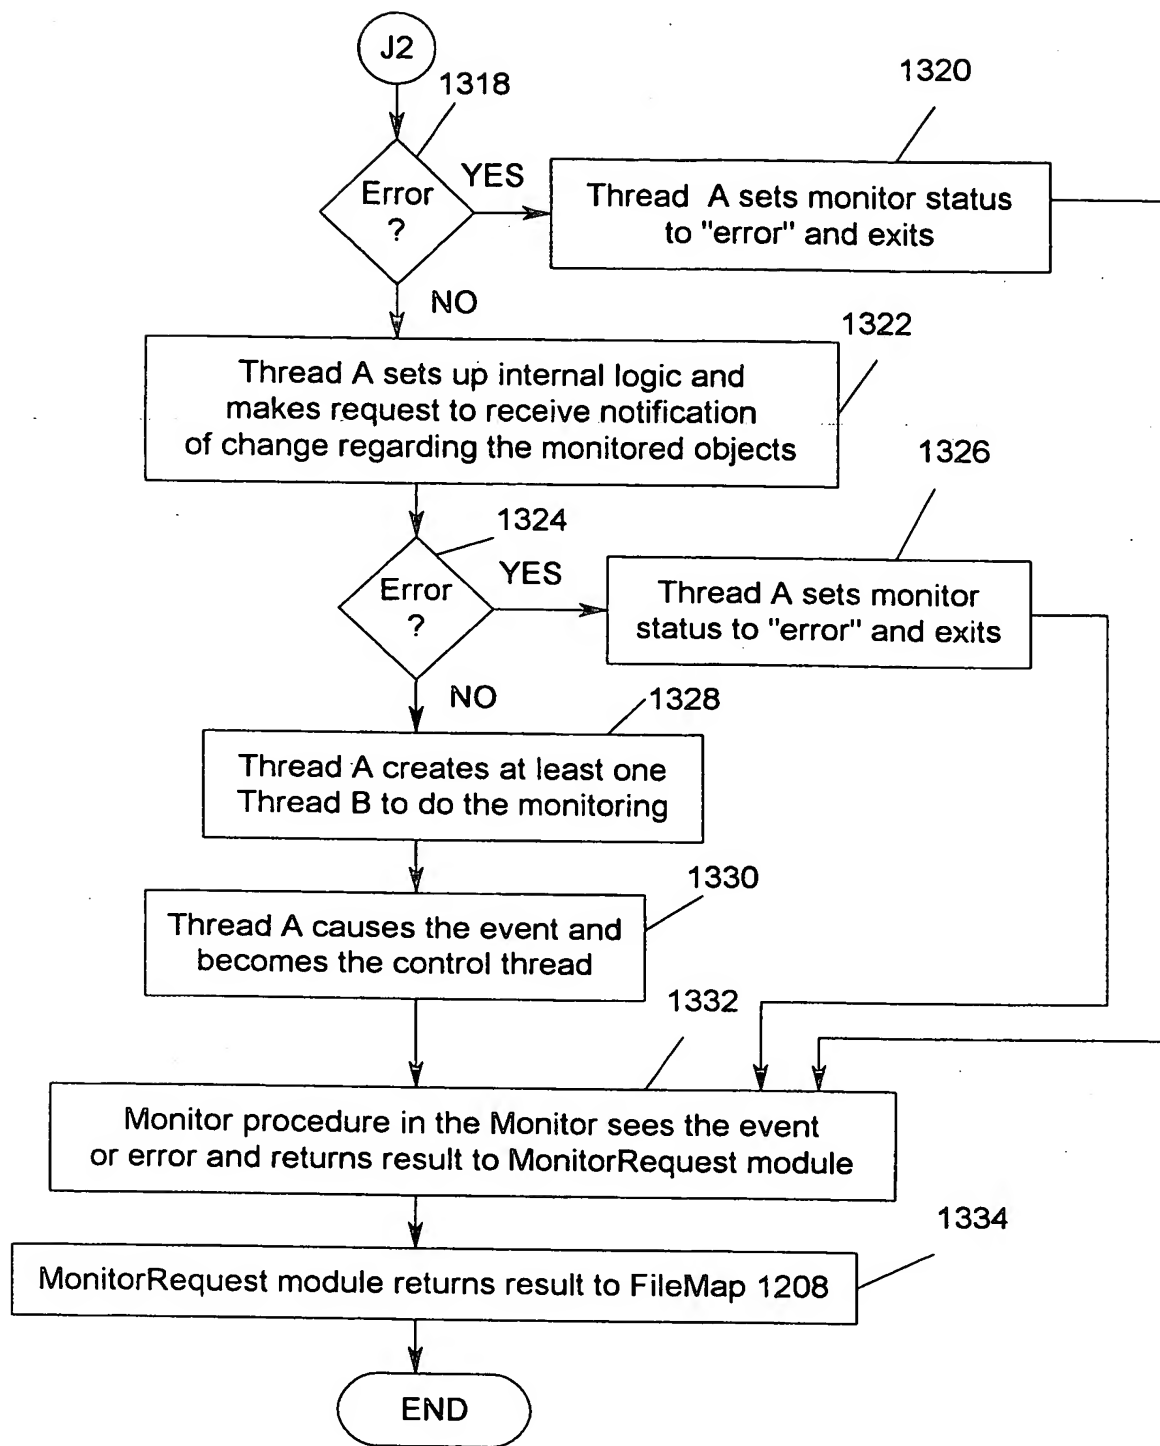 J2
1318
1320
Error
?
YES
Thread A sets monitor status
to "error" and exits
NO
1322
Thread A sets up internal logic and
makes request to receive notification
of change regarding the monitored objects
1324
1326
Error
?
YES
Thread A sets monitor
status to "error" and exits
NO
1328
Thread A creates at least one
Thread B to do the monitoring
1330
Thread A causes the event and
becomes the control thread
1332
Monitor procedure in the Monitor sees the event
or error and returns result to MonitorRequest module
1334
MonitorRequest module returns result to FileMap 1208
END